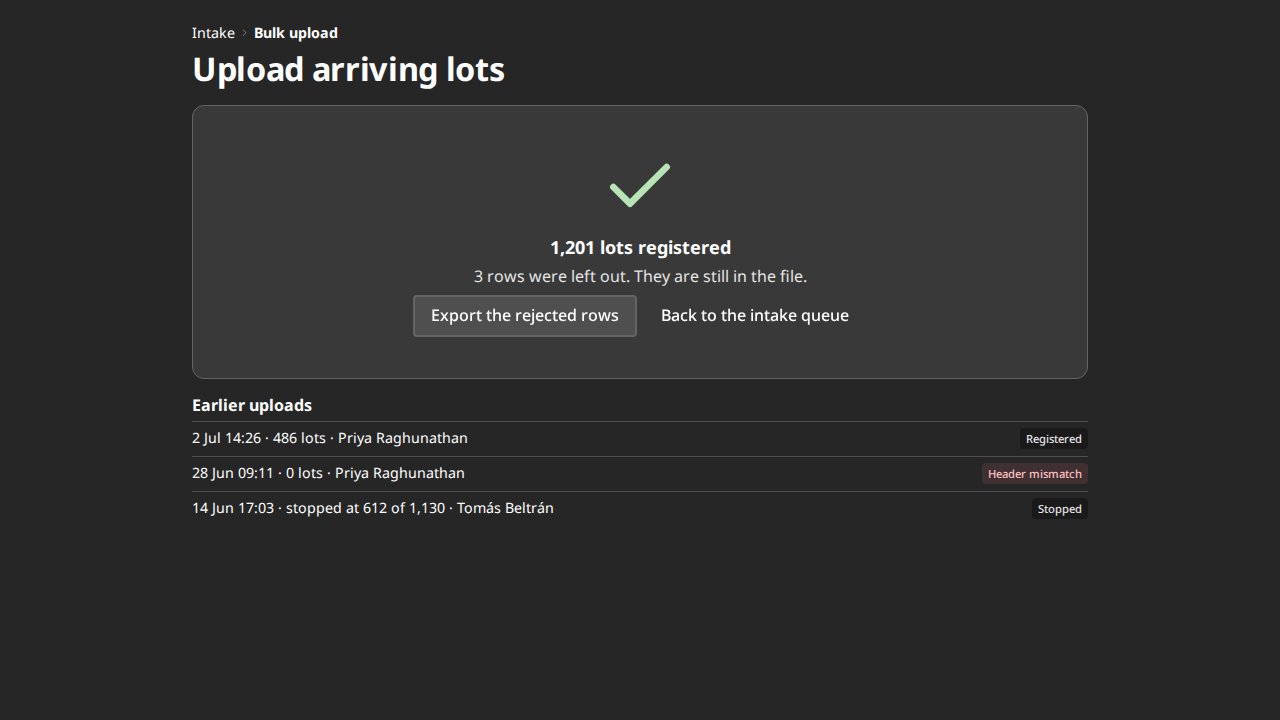 Intake › Bulk upload
Upload arriving lots
1,201 lots registered
3 rows were left out. They are still in the file.
Export the rejected rows Back to the intake queue
Earlier uploads
2 Jul 14:26 · 486 lots · Priya Raghunathan Registered
28 Jun 09:11 · 0 lots · Priya Raghunathan Header mismatch
14 Jun 17:03 · stopped at 612 of 1,130 · Tomás Beltrán Stopped